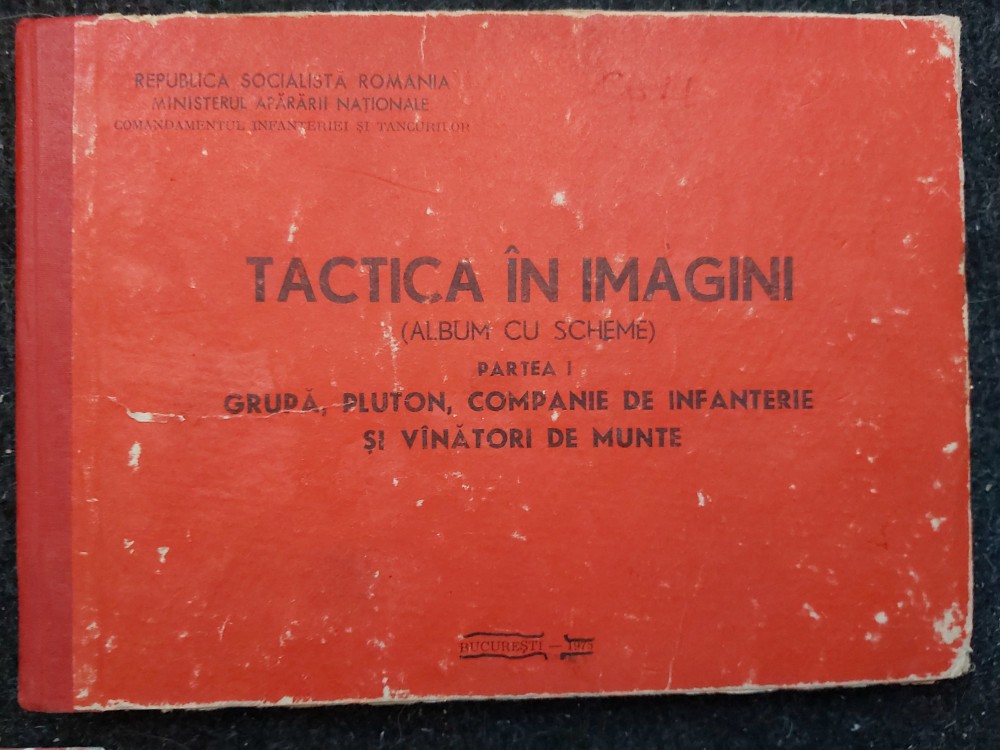 REPUBLICA SOCIALISTĂ ROMANIA
MINISTERUL APĂRĂRII NAȚIONALE
COMANDAMENTUL INFANTERIEI ȘI TANCURILOR
TACTICA ÎN IMAGINI
(ALBUM CU SCHEME)
PARTEA I
GRUPĂ, PLUTON, COMPANIE DE INFANTERIE
ȘI VÎNĂTORI DE MUNTE
BUCUREȘTI — 1975